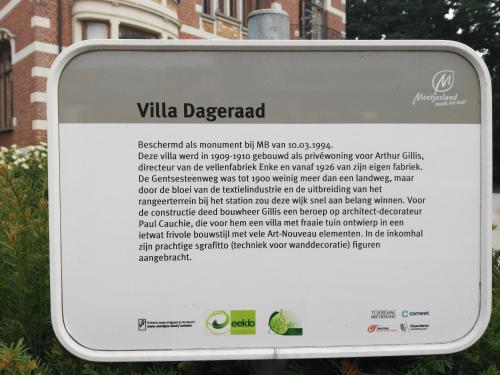 Meetjesland
Villa Dageraad
Beschermd als monument bij MB van 10.03.1994.
Deze villa werd in 1909-1910 gebouwd als privéwoning voor Arthur Gillis,
directeur van de vellenfabriek Enke en vanaf 1926 van zijn eigen fabriek.
De Gentsesteenweg was tot 1900 weinig meer dan een landweg, maar
door de bloei van de textielindustrie en de uitbreiding van het
rangeerterrein bij het station zou deze wijk snel aan belang winnen. Voor
de constructie deed bouwheer Gillis een beroep op architect-decorateur
Paul Cauchie, die voor hem een villa met fraaie tuin ontwierp in een
ietwat frivole bouwstijl met vele Art-Nouveau elementen. In de inkomhal
zijn prachtige sgrafitto (techniek voor wanddecoratie) figuren
aangebracht.
eeklo
TOERISME
MEETJESLAND
comeet
Vlaanderen